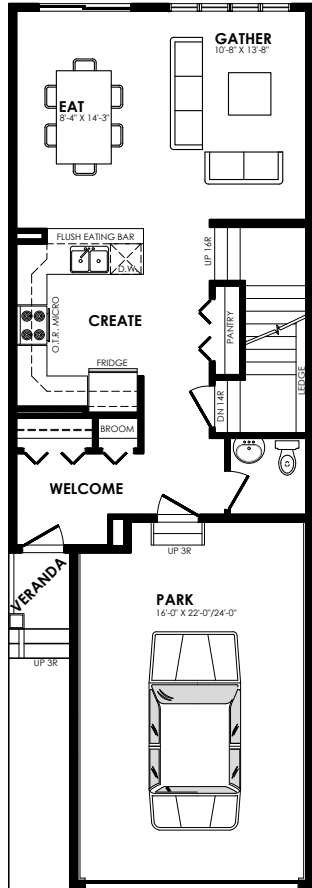 GATHER
10'-8" X 13'-8"
EAT
8'-4" X 14'-3"
FLUSH EATING BAR
D.W.
UP 16R
O.T.R. MICRO
CREATE
PANTRY
LEDGE
FRIDGE
DN 14R
BROOM
WELCOME
UP 3R
VERANDA
PARK
16'-0" X 22'-0"/24'-0"
UP 3R